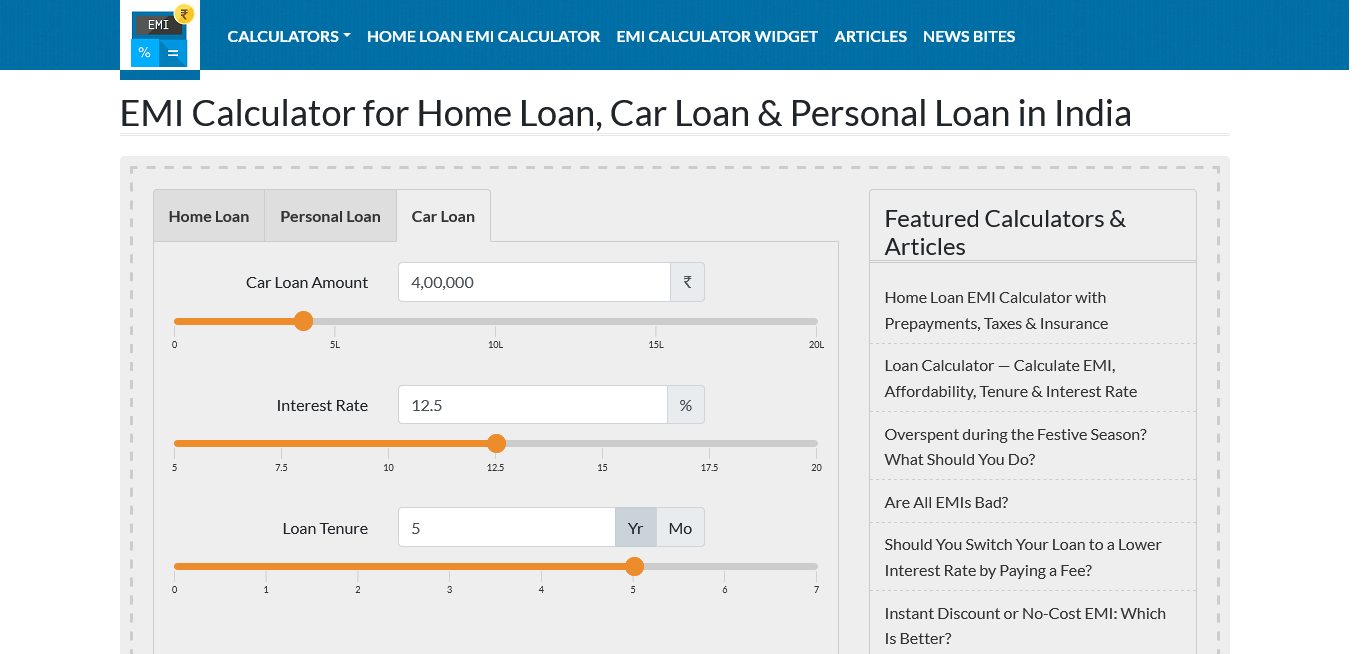 EMI ₹
% =
CALCULATORS HOME LOAN EMI CALCULATOR EMI CALCULATOR WIDGET ARTICLES NEWS BITES
EMI Calculator for Home Loan, Car Loan & Personal Loan in India
Home Loan Personal Loan Car Loan
Car Loan Amount 4,00,000 ₹
0 5L 10L 15L 20L
Interest Rate 12.5 %
5 7.5 10 12.5 15 17.5 20
Loan Tenure 5 Yr Mo
0 1 2 3 4 5 6 7
Featured Calculators &
Articles
Home Loan EMI Calculator with
Prepayments, Taxes & Insurance
Loan Calculator — Calculate EMI,
Affordability, Tenure & Interest Rate
Overspent during the Festive Season?
What Should You Do?
Are All EMIs Bad?
Should You Switch Your Loan to a Lower
Interest Rate by Paying a Fee?
Instant Discount or No-Cost EMI: Which
Is Better?